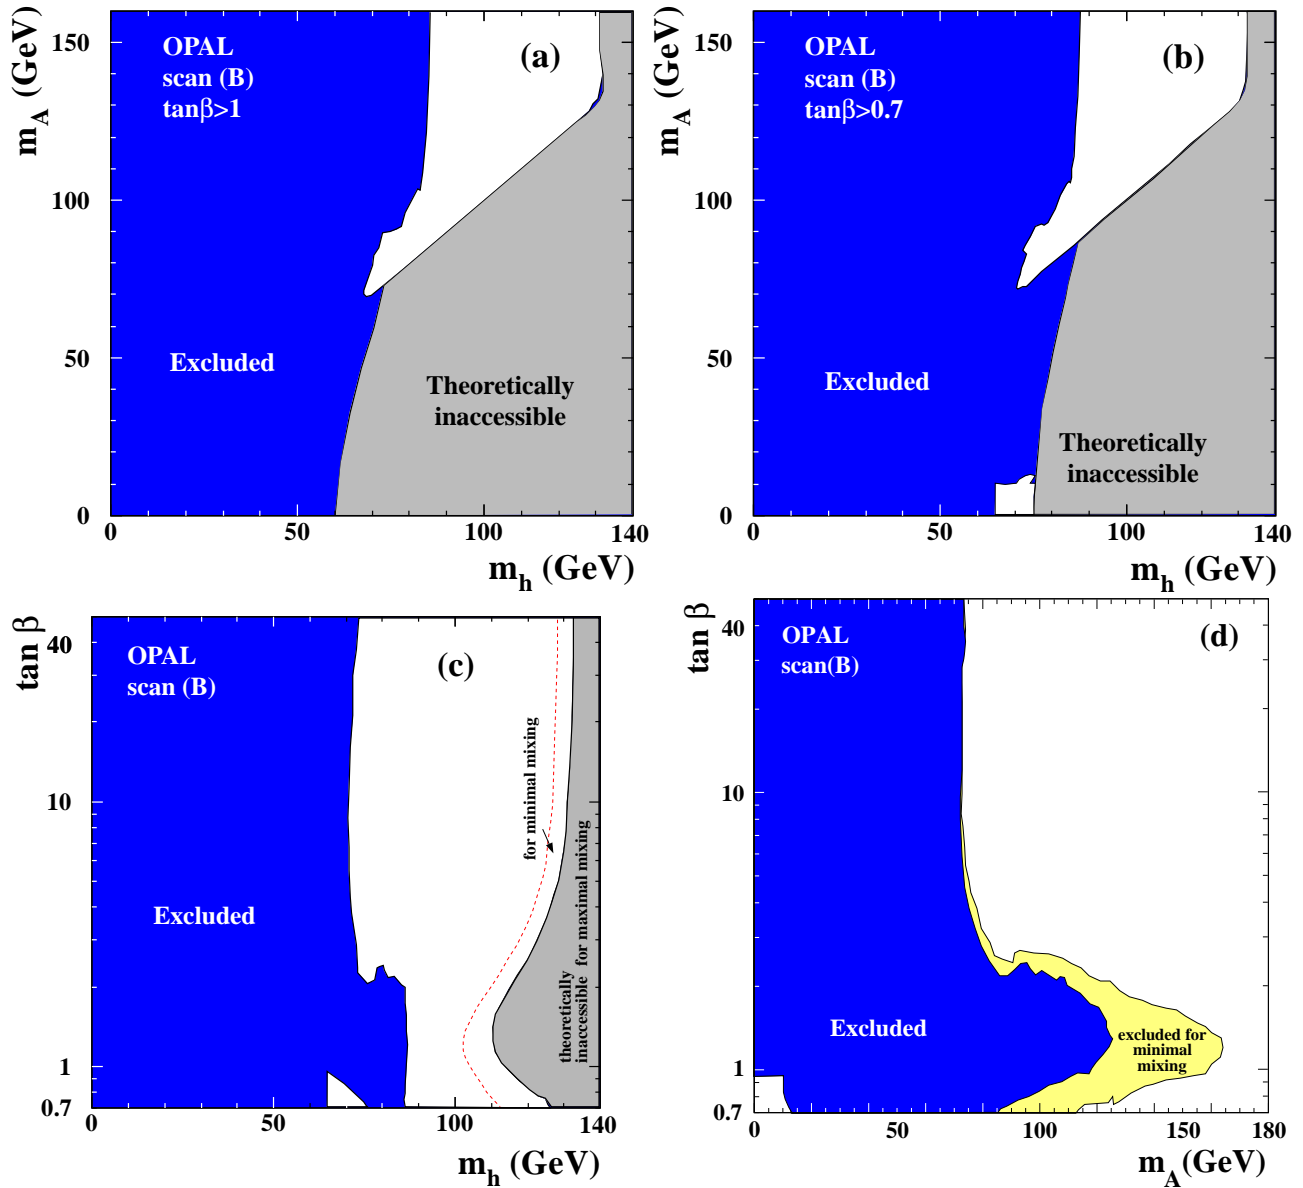 m_A (GeV)
150
100
50
0
OPAL
scan (B)
tanβ>1
(a)
Excluded
Theoretically
inaccessible
0
50
100
140
m_h (GeV)
m_A (GeV)
150
100
50
0
OPAL
scan (B)
tanβ>0.7
(b)
Excluded
Theoretically
inaccessible
0
50
100
140
m_h (GeV)
tan β
40
10
1
0.7
OPAL
scan (B)
(c)
Excluded
for minimal mixing
theoretically
inaccessible for maximal mixing
0
50
100
140
m_h (GeV)
tan β
40
10
1
0.7
OPAL
scan(B)
(d)
Excluded
excluded for
minimal
mixing
0
50
100
150
180
m_A(GeV)